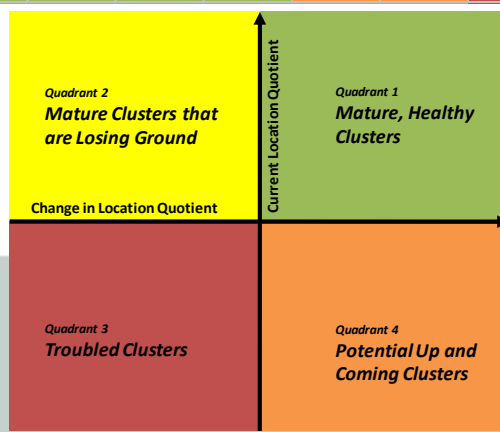 Quadrant 2
Mature Clusters that
are Losing Ground
Quadrant 1
Mature, Healthy
Clusters
Current Location Quotient
Change in Location Quotient
Quadrant 3
Troubled Clusters
Quadrant 4
Potential Up and
Coming Clusters